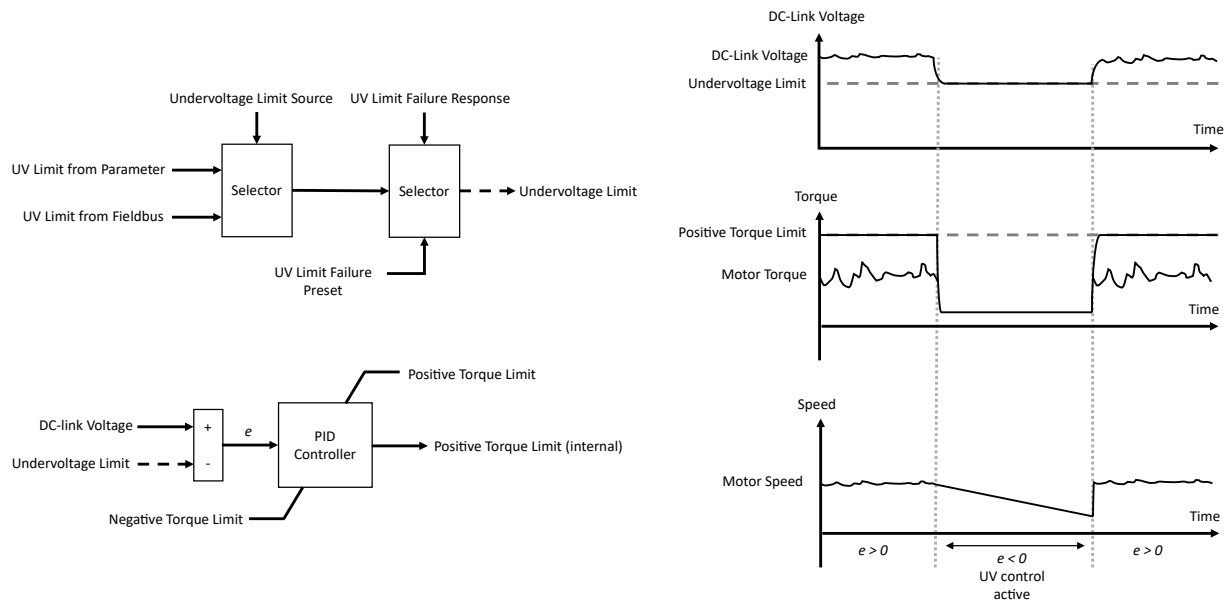 Undervoltage Limit Source
UV Limit Failure Response
UV Limit from Parameter
UV Limit from Fieldbus
Selector
Selector
Undervoltage Limit
UV Limit Failure
Preset
Positive Torque Limit
DC-link Voltage
Undervoltage Limit
+
-
e
PID
Controller
Positive Torque Limit (internal)
Negative Torque Limit
DC-Link Voltage
DC-Link Voltage
Undervoltage Limit
Time
Torque
Positive Torque Limit
Motor Torque
Time
Speed
Motor Speed
Time
e > 0
e < 0
e > 0
UV control
active